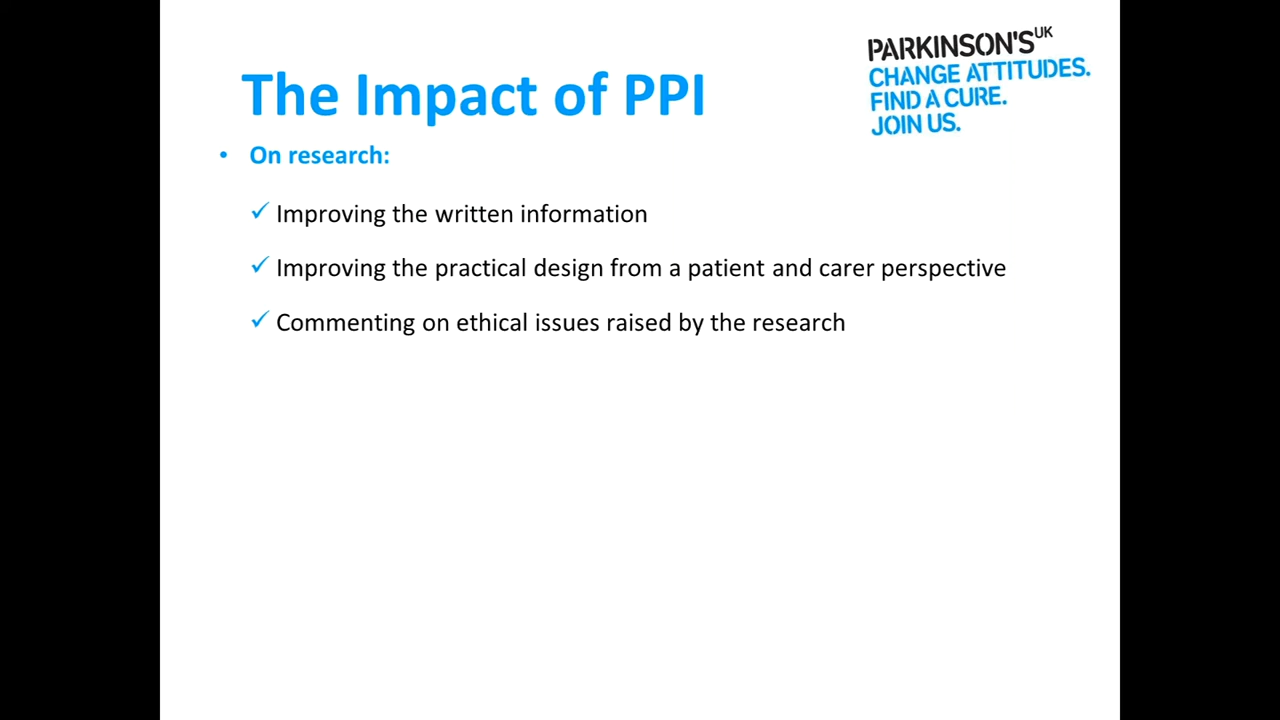 PARKINSON'S UK
CHANGE ATTITUDES.
FIND A CURE.
JOIN US.
The Impact of PPI
• On research:
✓ Improving the written information
✓ Improving the practical design from a patient and carer perspective
✓ Commenting on ethical issues raised by the research